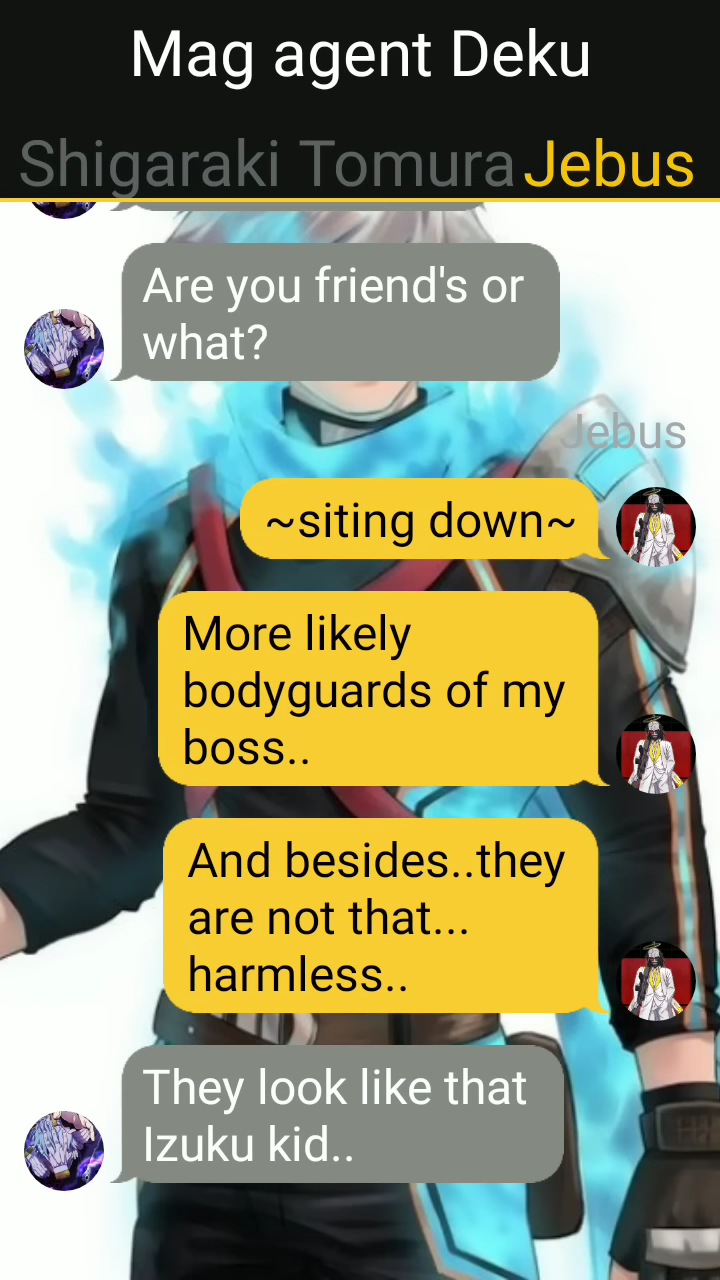 Mag agent Deku
Shigaraki Tomura Jebus
Are you friend's or
what?
Jebus
~siting down~
More likely
bodyguards of my
boss..
And besides..they
are not that...
harmless..
They look like that
Izuku kid..